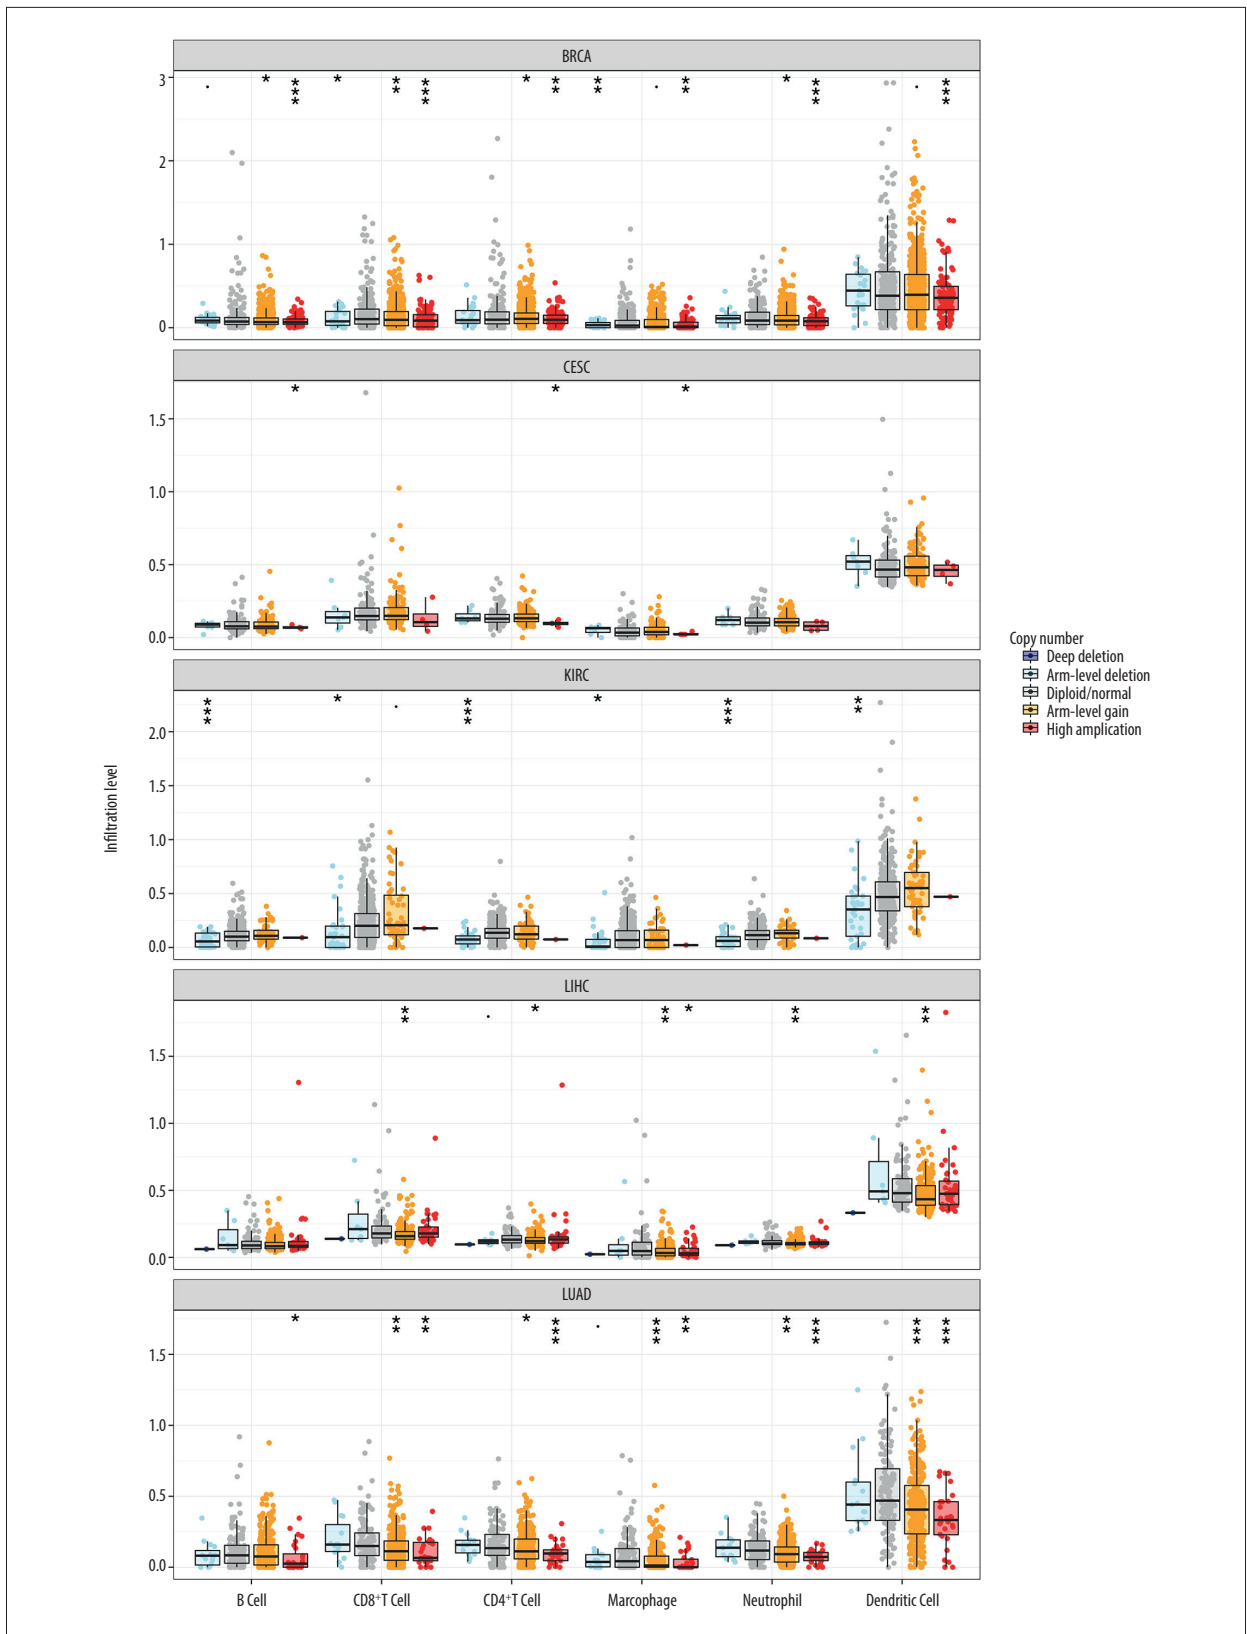 BRCA
. * *** * ** *** * ** ** . ** * *** . ***
3
2
1
0
CESC
* * *
1.5
1.0
0.5
0.0
KIRC
*** * . *** * *** **
2.0
1.5
1.0
0.5
0.0
Infiltration level
LIHC
** . * ** * ** **
1.5
1.0
0.5
0.0
LUAD
* ** ** * *** . *** ** ** *** *** ***
1.5
1.0
0.5
0.0
B Cell CD8⁺T Cell CD4⁺T Cell Marcophage Neutrophil Dendritic Cell
Copy number
Deep deletion
Arm-level deletion
Diploid/normal
Arm-level gain
High amplication